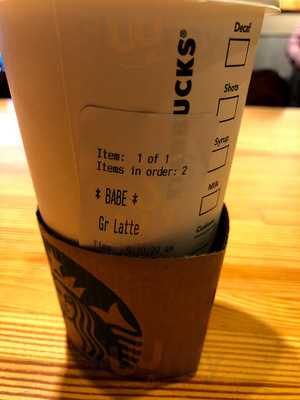 Decaf
Shots
Syrup
Milk
UCKS®
Item: 1 of 1
Items in order: 2
* BABE *
Gr Latte